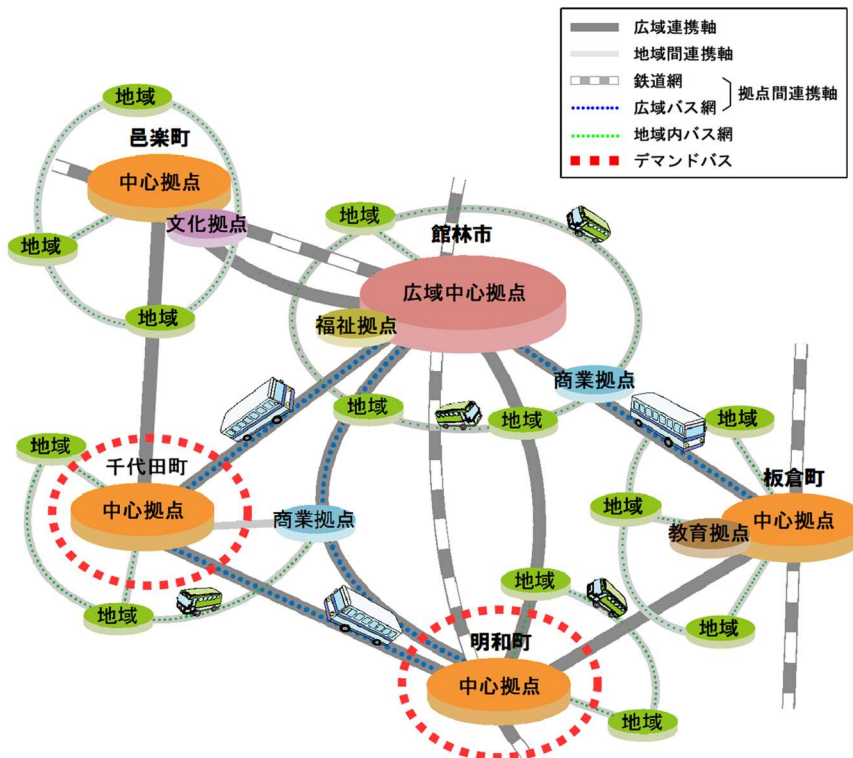 広域連携軸
地域間連携軸
鉄道網
広域バス網
拠点間連携軸
地域内バス網
デマンドバス
地域
邑楽町
中心拠点
文化拠点
地域
地域
地域
館林市
広域中心拠点
福祉拠点
商業拠点
地域
地域
地域
板倉町
地域
千代田町
中心拠点
商業拠点
地域
中心拠点
教育拠点
地域
地域
地域
地域
明和町
中心拠点
地域